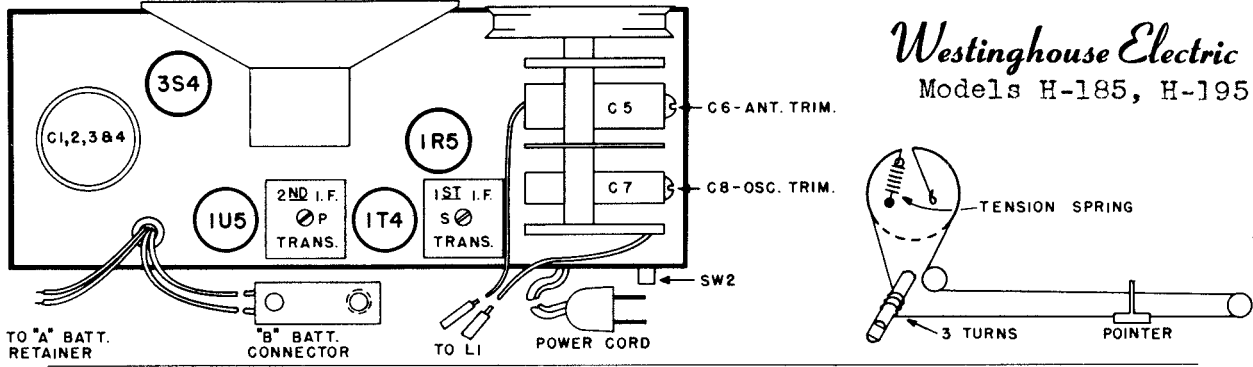 Westinghouse Electric
Models H-185, H-195
3S4
C1,2,3&4
C5
C6-ANT. TRIM.
1R5
C7
C8-OSC. TRIM.
1U5
2ND I.F.
P
TRANS.
1T4
1ST I.F.
S
TRANS.
TENSION SPRING
SW2
TO "A" BATT.
RETAINER
"B" BATT.
CONNECTOR
TO L1
POWER CORD
3 TURNS
POINTER